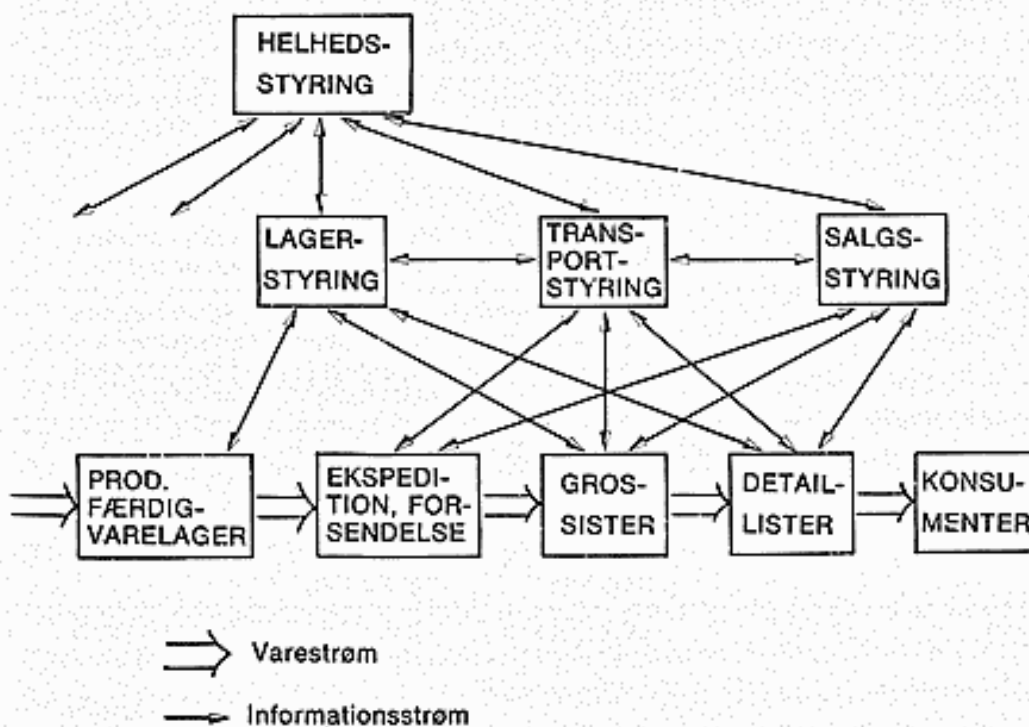 HELHEDS-
STYRING
LAGER-
STYRING
TRANS-
PORT-
STYRING
SALGS-
STYRING
PROD.
FÆRDIG-
VARELAGER
EKSPEDI-
TION, FOR-
SENDELSE
GROS-
SISTER
DETAIL-
LISTER
KONSU-
MENTER
Varestrøm
Informationsstrøm